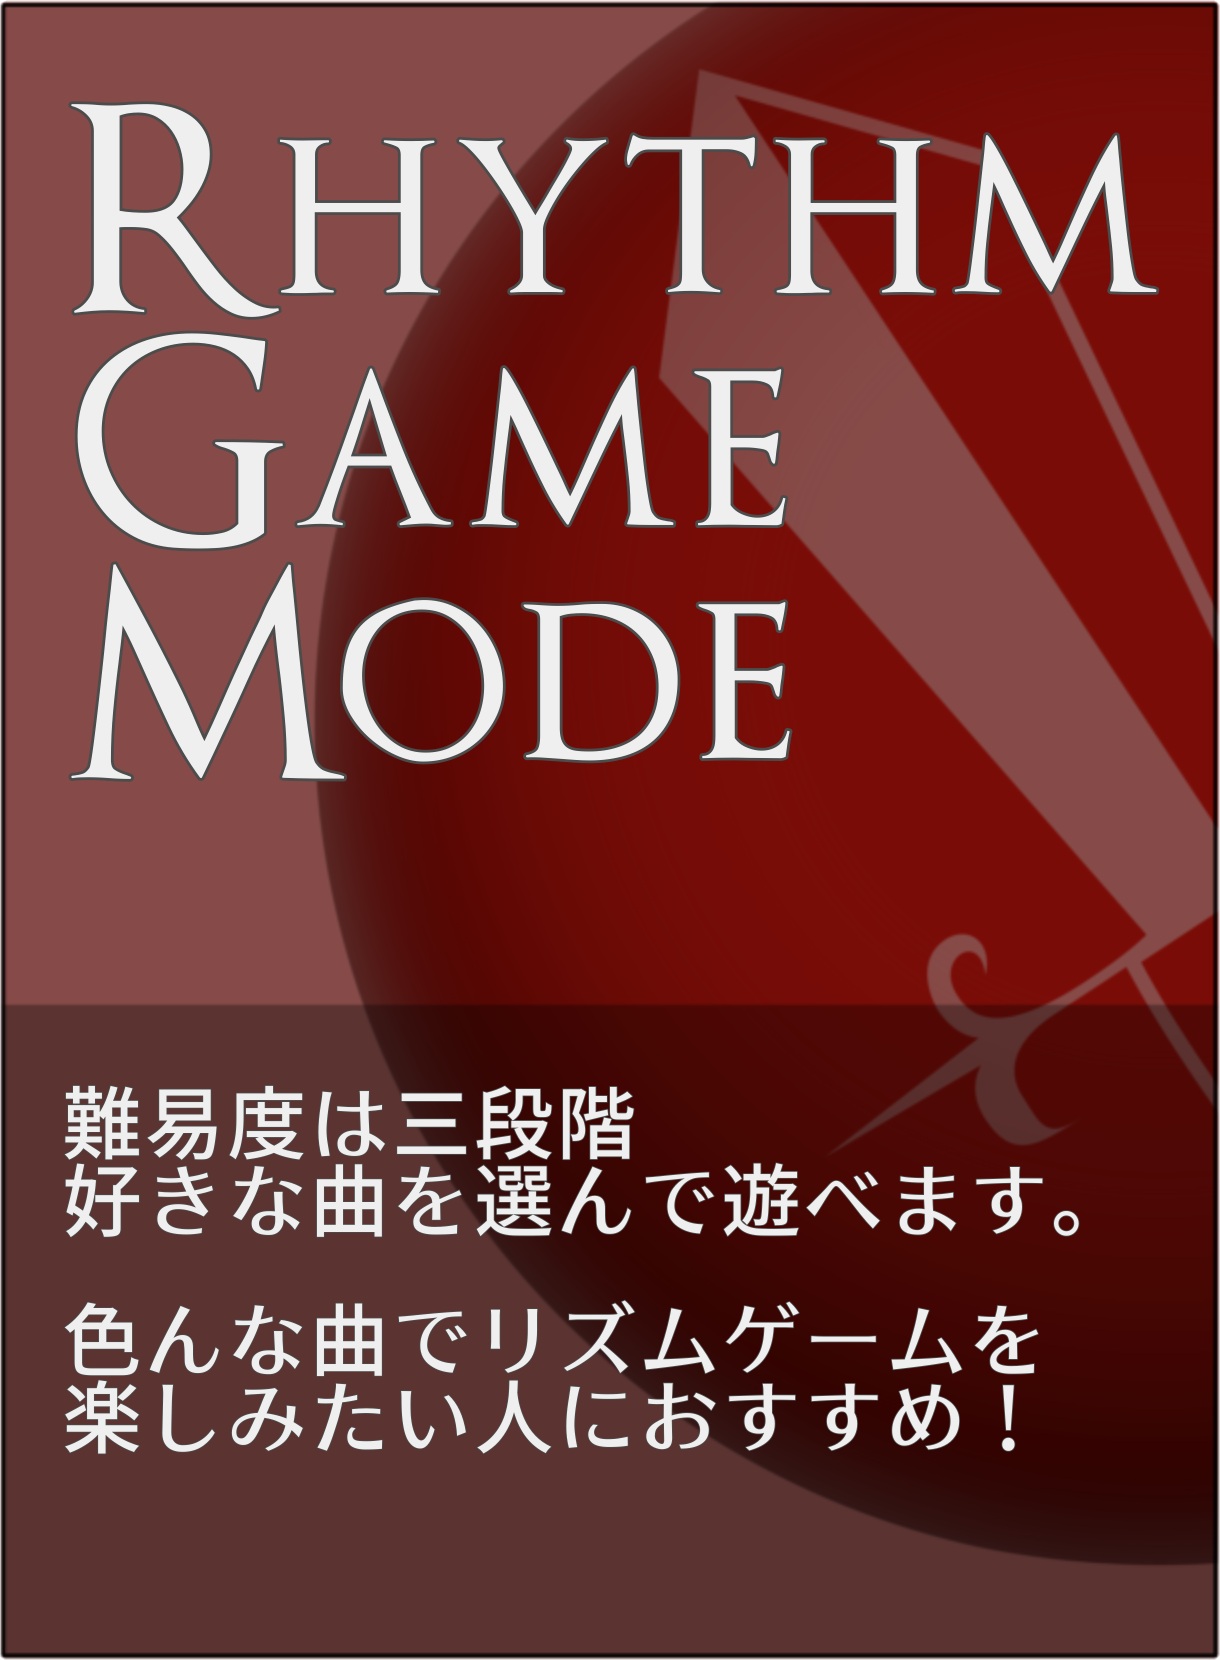 RHYTHM
GAME
MODE
難易度は三段階
好きな曲を選んで遊べます。
色んな曲でリズムゲームを
楽しみたい人におすすめ！